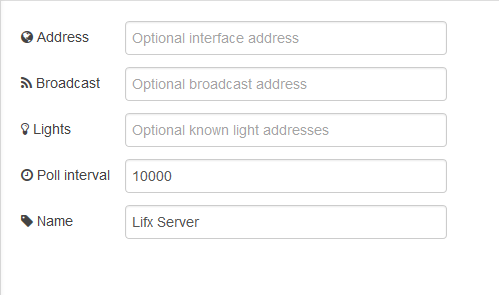 Address Optional interface address
Broadcast Optional broadcast address
Lights Optional known light addresses
Poll interval 10000
Name Lifx Server